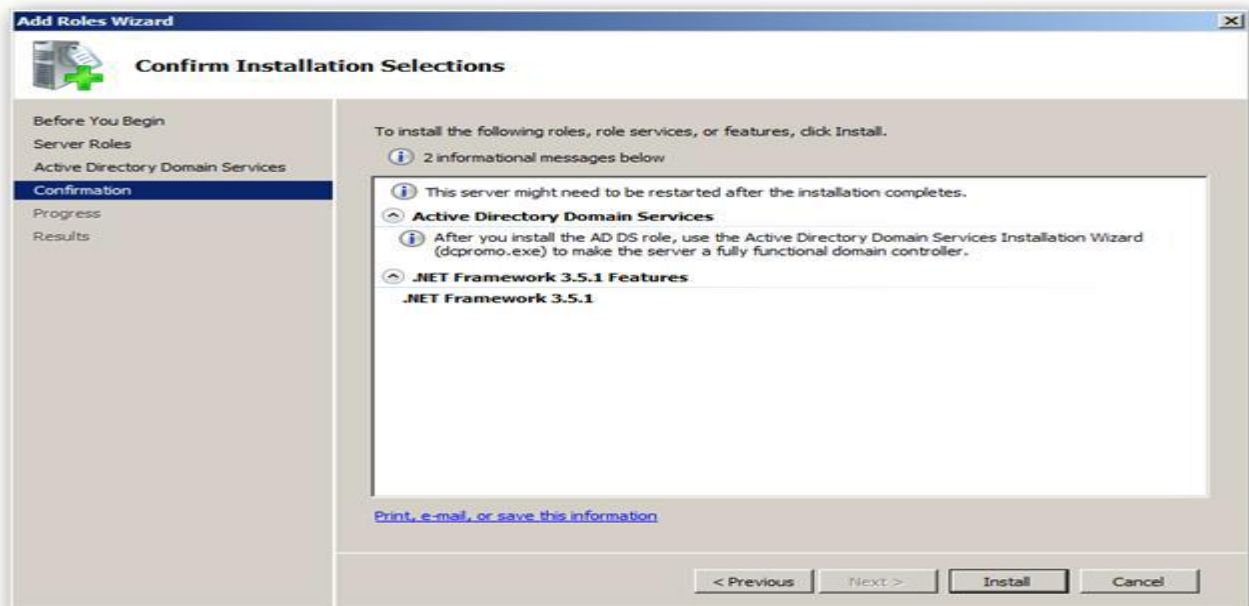 Add Roles Wizard
Confirm Installation Selections
Before You Begin
Server Roles
Active Directory Domain Services
Confirmation
Progress
Results
To install the following roles, role services, or features, click Install.
2 informational messages below
This server might need to be restarted after the installation completes.
Active Directory Domain Services
After you install the AD DS role, use the Active Directory Domain Services Installation Wizard
(dcpromo.exe) to make the server a fully functional domain controller.
.NET Framework 3.5.1 Features
.NET Framework 3.5.1
Print, e-mail, or save this information
< Previous
Next >
Install
Cancel